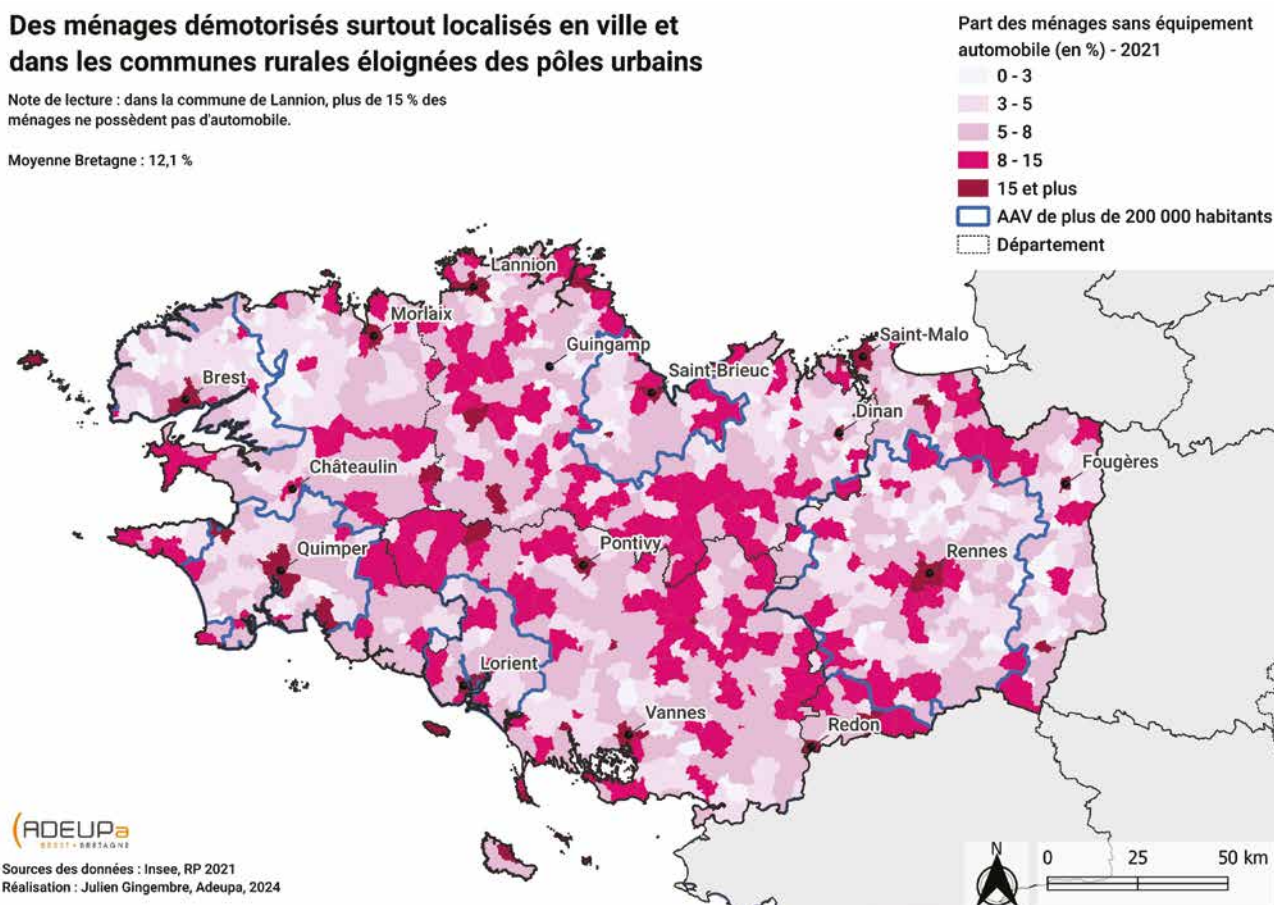 Des ménages démotorisés surtout localisés en ville et
dans les communes rurales éloignées des pôles urbains
Note de lecture : dans la commune de Lannion, plus de 15 % des
ménages ne possèdent pas d'automobile.
Moyenne Bretagne : 12,1 %
Part des ménages sans équipement
automobile (en %) - 2021
0 - 3
3 - 5
5 - 8
8 - 15
15 et plus
AAV de plus de 200 000 habitants
Département
Lannion
Morlaix
Guingamp
Saint-Malo
Brest
Saint-Brieuc
Dinan
Châteaulin
Fougères
Quimper
Pontivy
Rennes
Lorient
Vannes
Redon
ADEUPa
BREST • BRETAGNE
Sources des données : Insee, RP 2021
Réalisation : Julien Gingembre, Adeupa, 2024
N
0 25 50 km